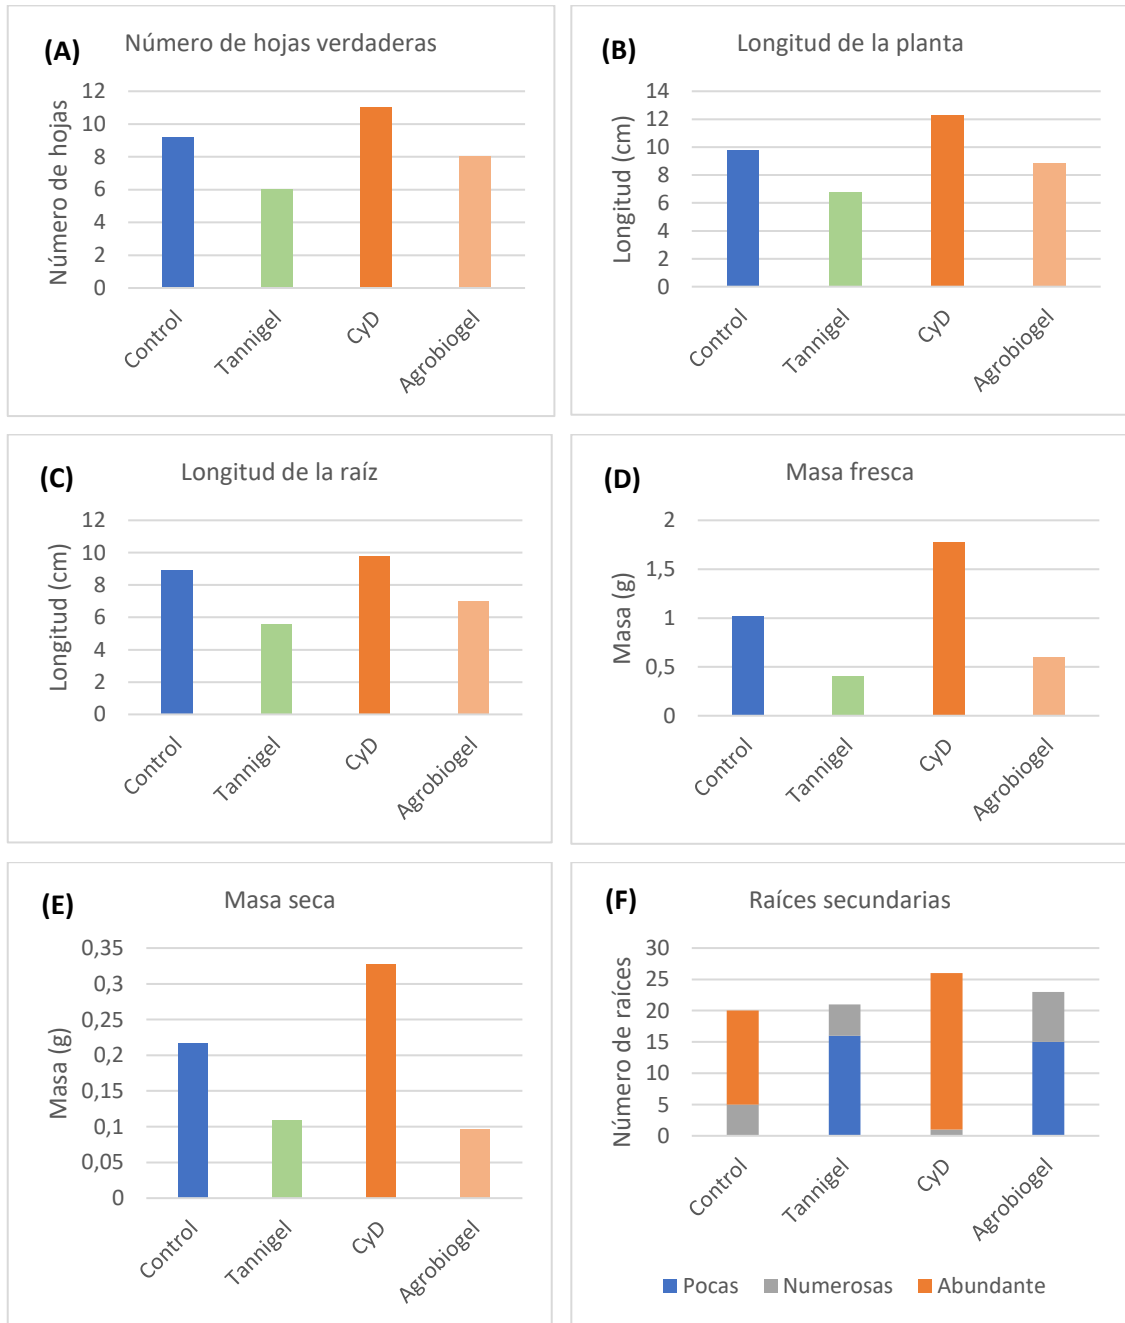 (A) Número de hojas verdaderas
Número de hojas
12
10
8
6
4
2
0
Control
Tannigel
CyD
Agrobiogel
(B) Longitud de la planta
Longitud (cm)
14
12
10
8
6
4
2
0
Control
Tannigel
CyD
Agrobiogel
(C) Longitud de la raíz
Longitud (cm)
12
10
8
6
4
2
0
Control
Tannigel
CyD
Agrobiogel
(D) Masa fresca
Masa (g)
2
1,5
1
0,5
0
Control
Tannigel
CyD
Agrobiogel
(E) Masa seca
Masa (g)
0,35
0,3
0,25
0,2
0,15
0,1
0,05
0
Control
Tannigel
CyD
Agrobiogel
(F) Raíces secundarias
Número de raíces
30
25
20
15
10
5
0
Control
Tannigel
CyD
Agrobiogel
Pocas Numerosas Abundante